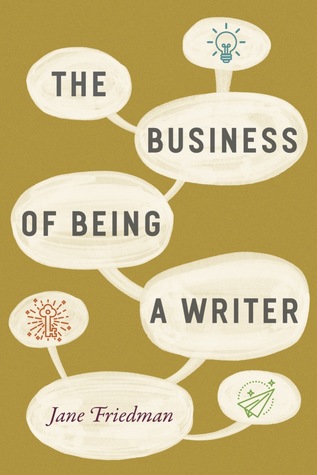 THE
BUSINESS
OF BEING
A WRITER
Jane Friedman